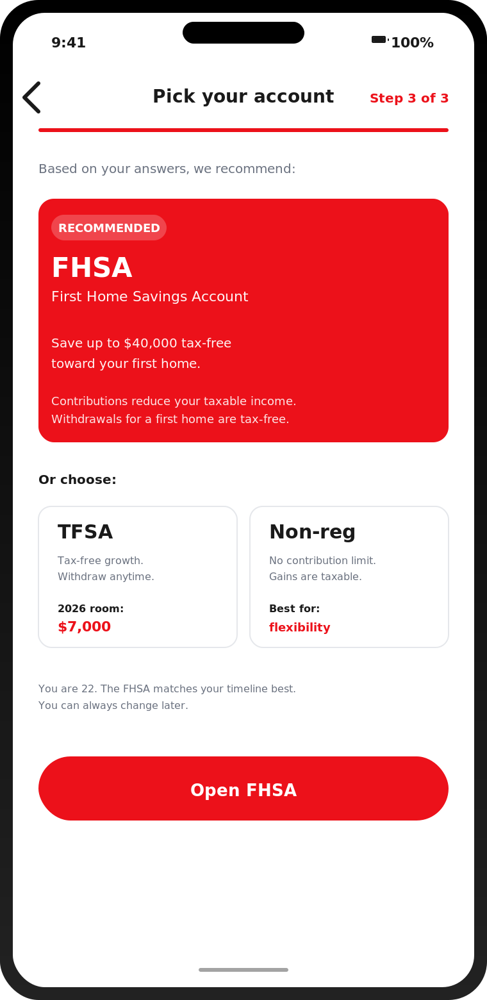 9:41
100%
Pick your account
Step 3 of 3
Based on your answers, we recommend:
RECOMMENDED
FHSA
First Home Savings Account
Save up to $40,000 tax-free
toward your first home.
Contributions reduce your taxable income.
Withdrawals for a first home are tax-free.
Or choose:
TFSA
Tax-free growth.
Withdraw anytime.
2026 room:
$7,000
Non-reg
No contribution limit.
Gains are taxable.
Best for:
flexibility
You are 22. The FHSA matches your timeline best.
You can always change later.
Open FHSA